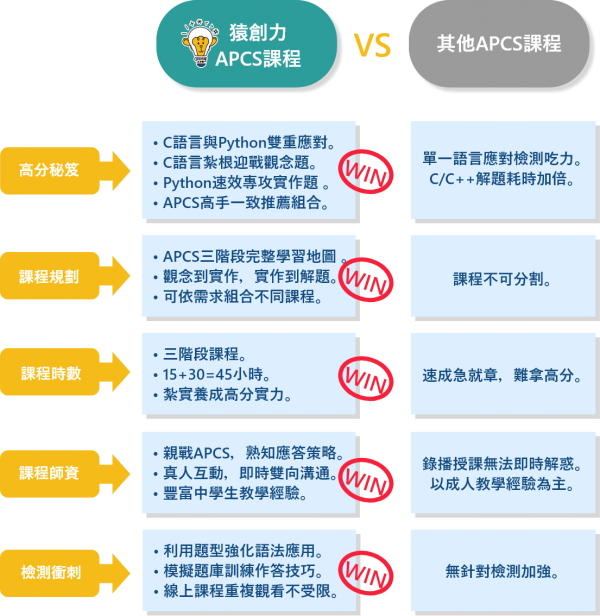 猿創力
APCS課程
VS
其他APCS課程
高分秘笈
•C語言與Python雙重應對。
•C語言紮根迎戰觀念題。
•Python速效專攻實作題 。
•APCS高手一致推薦組合。
WIN
單一語言應對檢測吃力。
C/C++解題耗時加倍。
課程規劃
•APCS三階段完整學習地圖 。
•觀念到實作，實作到解題。
•可依需求組合不同課程。
WIN
課程不可分割。
課程時數
•三階段課程。
•15+30=45小時。
•紮實養成高分實力。
WIN
速成急就章，難拿高分。
課程師資
•親戰APCS，熟知應答策略。
•真人互動，即時雙向溝通。
•豐富中學生教學經驗。
WIN
錄播授課無法即時解惑。
以成人教學經驗為主。
檢測衝刺
•利用題型強化語法應用。
•模擬題庫訓練作答技巧。
•線上課程重複觀看不受限。
WIN
無針對檢測加強。